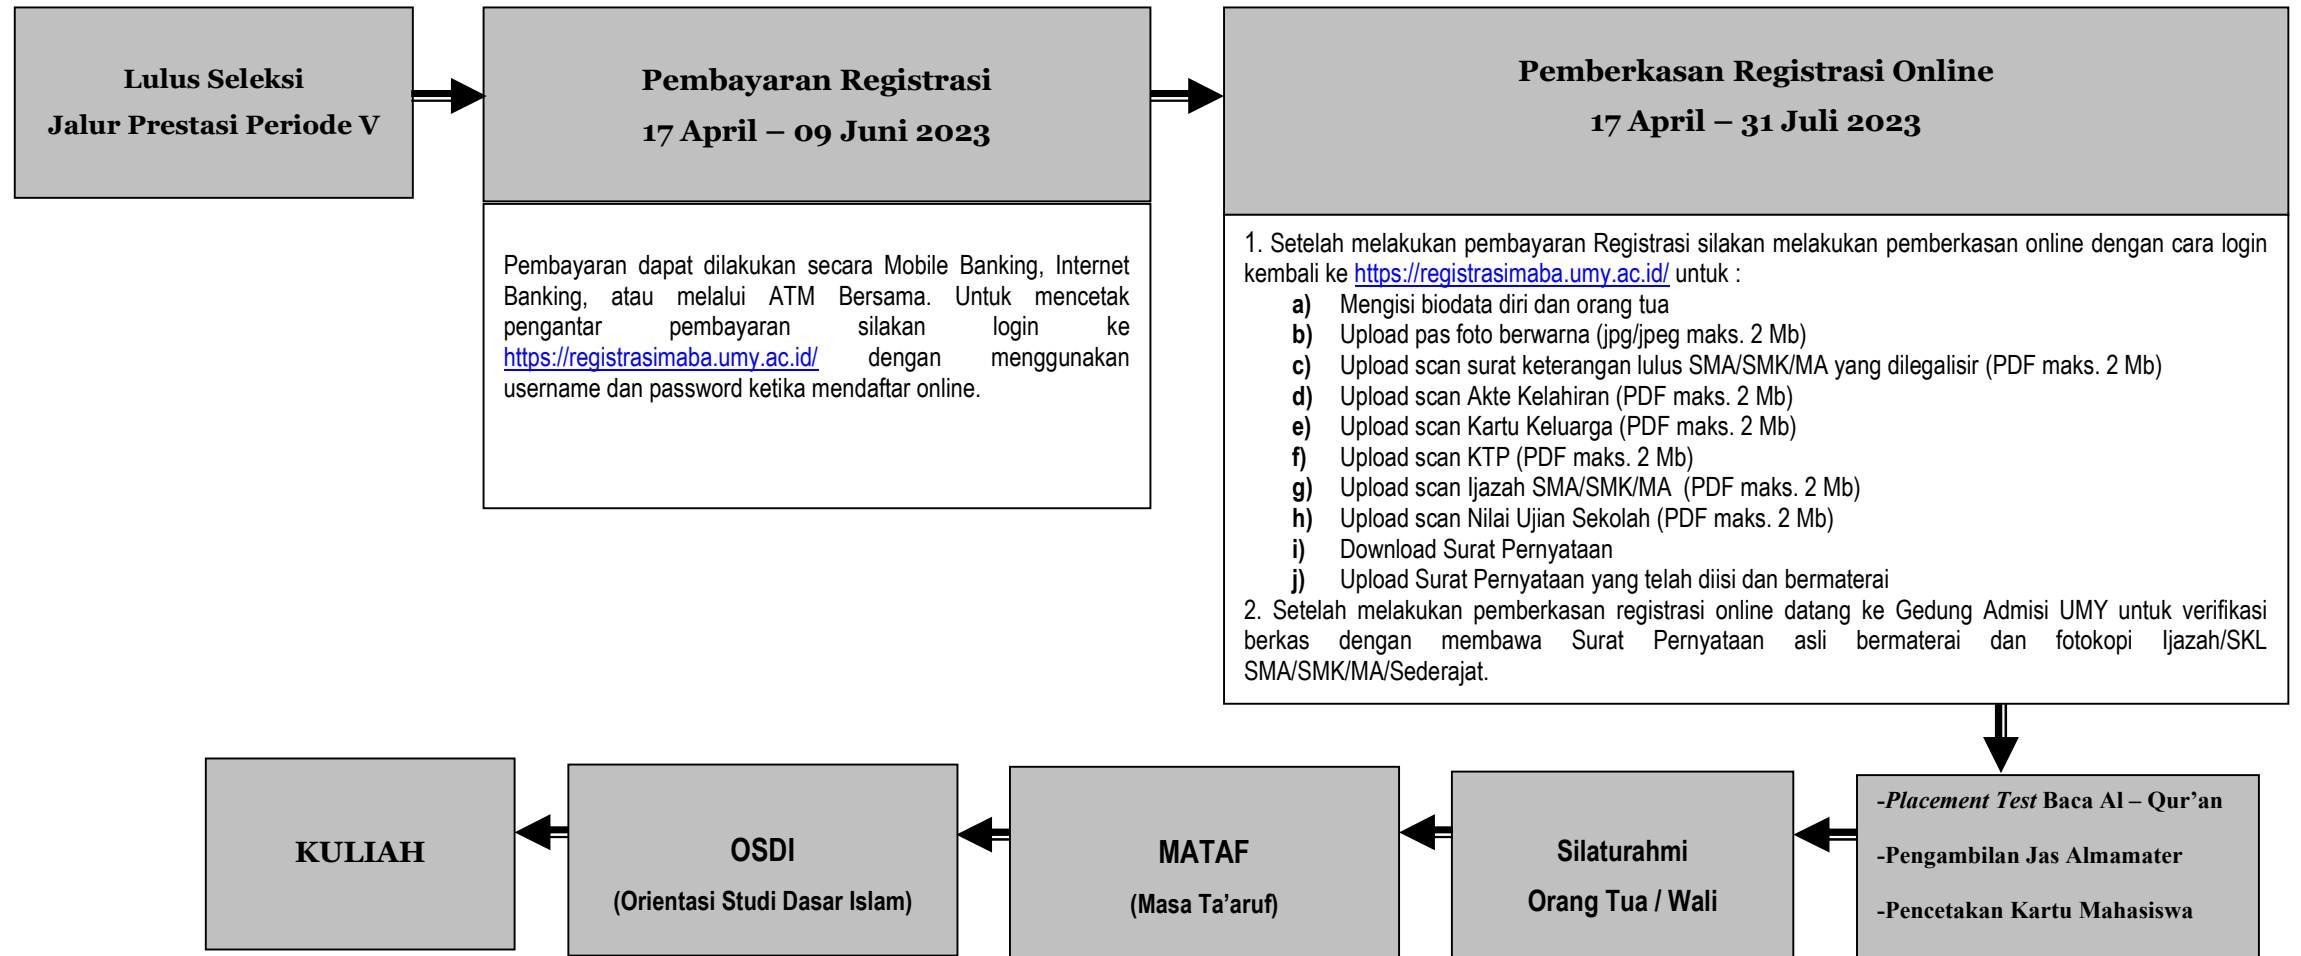 Lulus Seleksi
Jalur Prestasi Periode V
Pembayaran Registrasi
17 April – 09 Juni 2023
Pembayaran dapat dilakukan secara Mobile Banking, Internet
Banking, atau melalui ATM Bersama. Untuk mencetak
pengantar pembayaran silakan login ke
https://registrasimaba.umy.ac.id/ dengan menggunakan
username dan password ketika mendaftar online.
Pemberkasan Registrasi Online
17 April – 31 Juli 2023
1. Setelah melakukan pembayaran Registrasi silakan melakukan pemberkasan online dengan cara login
kembali ke https://registrasimaba.umy.ac.id/ untuk :
a) Mengisi biodata diri dan orang tua
b) Upload pas foto berwarna (jpg/jpeg maks. 2 Mb)
c) Upload scan surat keterangan lulus SMA/SMK/MA yang dilegalisir (PDF maks. 2 Mb)
d) Upload scan Akte Kelahiran (PDF maks. 2 Mb)
e) Upload scan Kartu Keluarga (PDF maks. 2 Mb)
f) Upload scan KTP (PDF maks. 2 Mb)
g) Upload scan Ijazah SMA/SMK/MA (PDF maks. 2 Mb)
h) Upload scan Nilai Ujian Sekolah (PDF maks. 2 Mb)
i) Download Surat Pernyataan
j) Upload Surat Pernyataan yang telah diisi dan bermaterai
2. Setelah melakukan pemberkasan registrasi online datang ke Gedung Admisi UMY untuk verifikasi
berkas dengan membawa Surat Pernyataan asli bermaterai dan fotokopi Ijazah/SKL
SMA/SMK/MA/Sederajat.
-Placement Test Baca Al – Qur’an
-Pengambilan Jas Almamater
-Pencetakan Kartu Mahasiswa
Silaturahmi
Orang Tua / Wali
MATAF
(Masa Ta’aruf)
OSDI
(Orientasi Studi Dasar Islam)
KULIAH